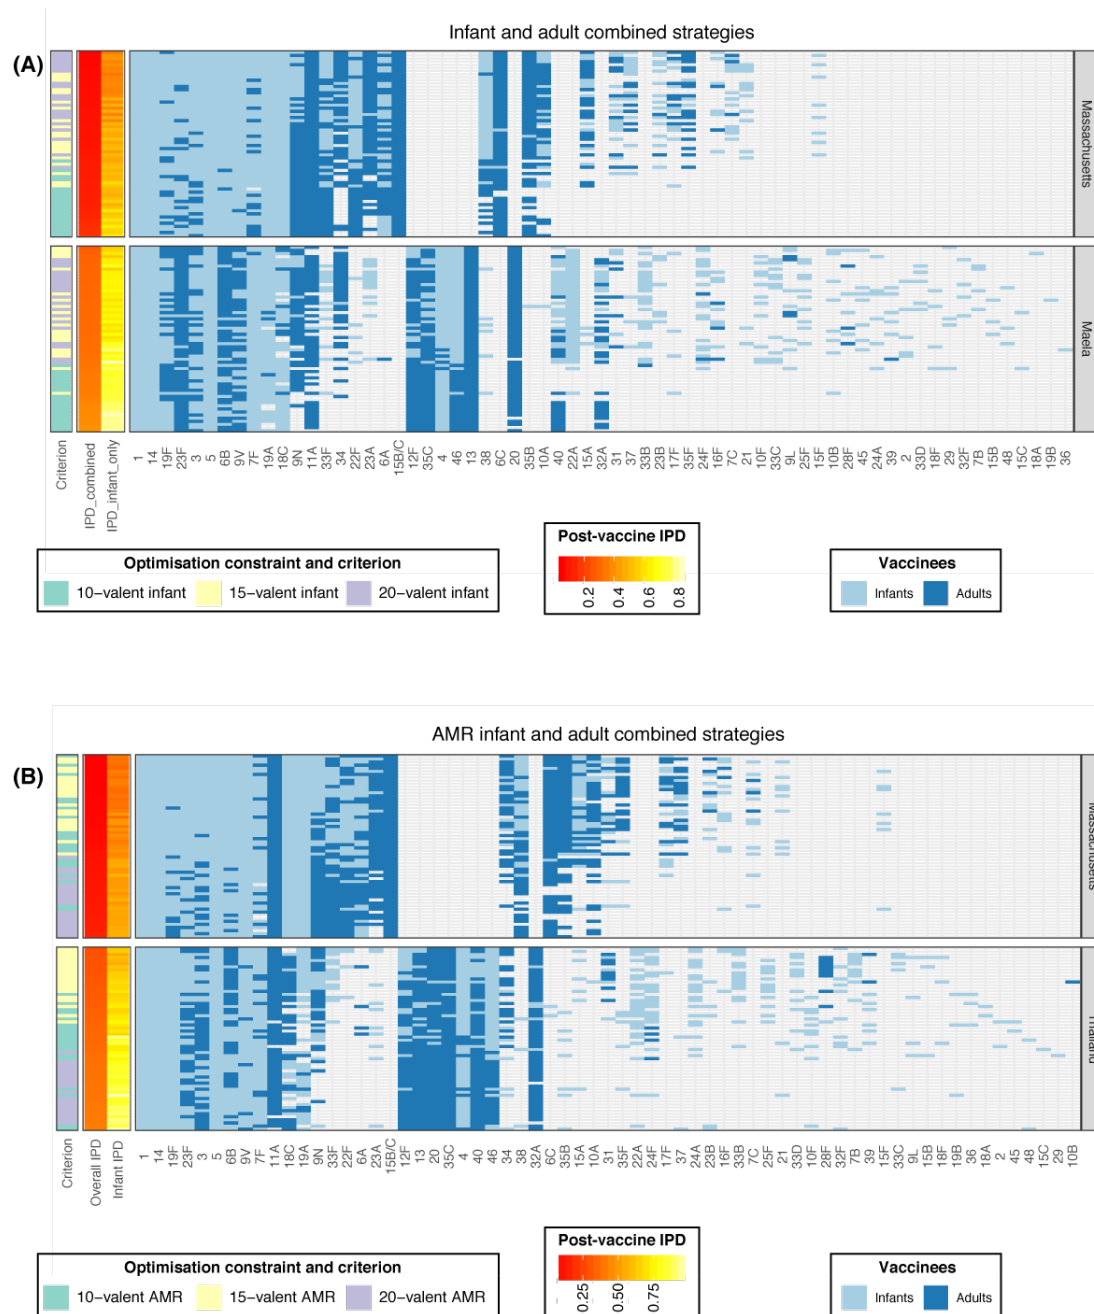 Infant and adult combined strategies
(A)
Massachusetts
Maela
Criterion
IPD_combined
IPD_infant_only
1
14
19F
23F
3
5
6B
9V
7F
19A
18C
9N
11A
33F
34
22F
23A
6A
15B/C
12F
35C
4
46
13
38
6C
20
35B
10A
40
22A
15A
32A
31
37
33B
23B
17F
35F
24F
16F
7C
21
10F
33C
9L
25F
15F
10B
28F
45
24A
39
2
33D
18F
29
32F
7B
15B
48
15C
18A
19B
36
Optimisation constraint and criterion
10-valent infant
15-valent infant
20-valent infant
Post-vaccine IPD
0.2
0.4
0.6
0.8
Vaccinees
Infants
Adults
AMR infant and adult combined strategies
(B)
Massachusetts
Thailand
Criterion
Overall IPD
Infant IPD
1
14
19F
23F
3
5
6B
9V
7F
11A
18C
19A
9N
33F
22F
6A
23A
15B/C
12F
13
20
35C
4
40
46
34
38
32A
6C
35B
15A
10A
31
35F
22A
24F
17F
37
24A
23B
16F
33B
7C
25F
21
33D
10F
28F
32F
7B
39
15F
33C
9L
15B
18F
19B
36
18A
2
45
48
15C
29
10B
Optimisation constraint and criterion
10-valent AMR
15-valent AMR
20-valent AMR
Post-vaccine IPD
0.25
0.50
0.75
Vaccinees
Infants
Adults